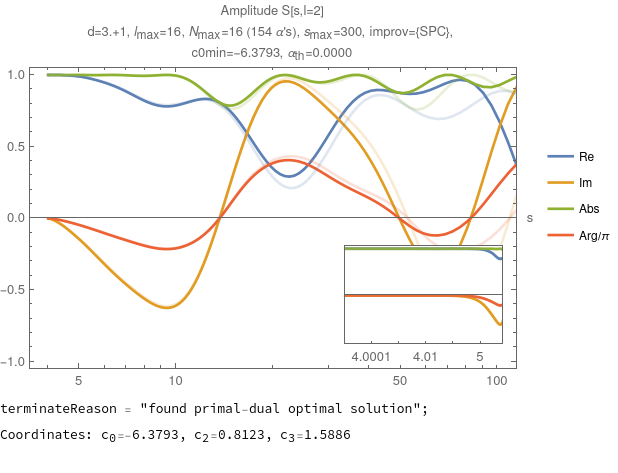 Amplitude S[s,l=2]
d=3.+1, lmax=16, Nmax=16 (154 α's), smax=300, improv={SPC},
c0min=−6.3793, αth=0.0000
1.0
0.5
0.0
−0.5
−1.0
5
10
50
100
s
Re
Im
Abs
Arg/π
4.0001
4.01
5
terminateReason = "found primal-dual optimal solution";
Coordinates: c0=-6.3793, c2=0.8123, c3=1.5886